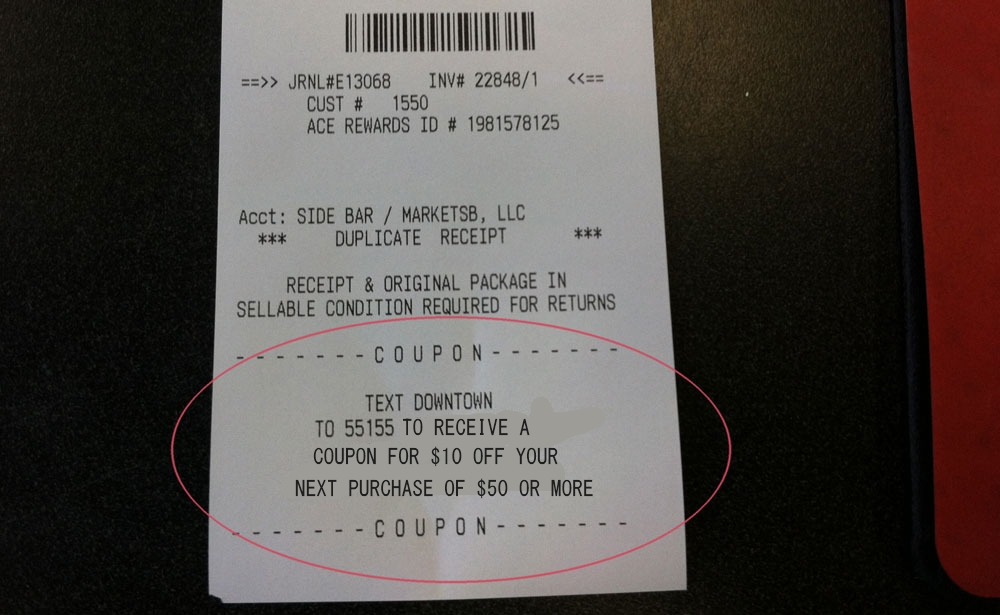 ==>> JRNL#E13068 INV# 22848/1 <<==
CUST # 1550
ACE REWARDS ID # 1981578125
Acct: SIDE BAR / MARKETSB, LLC
*** DUPLICATE RECEIPT ***
RECEIPT & ORIGINAL PACKAGE IN
SELLABLE CONDITION REQUIRED FOR RETURNS
- - - - - - - C O U P O N - - - - - - -
TEXT DOWNTOWN
TO 55155 TO RECEIVE A
COUPON FOR $10 OFF YOUR
NEXT PURCHASE OF $50 OR MORE
- - - - - - - C O U P O N - - - - - - -